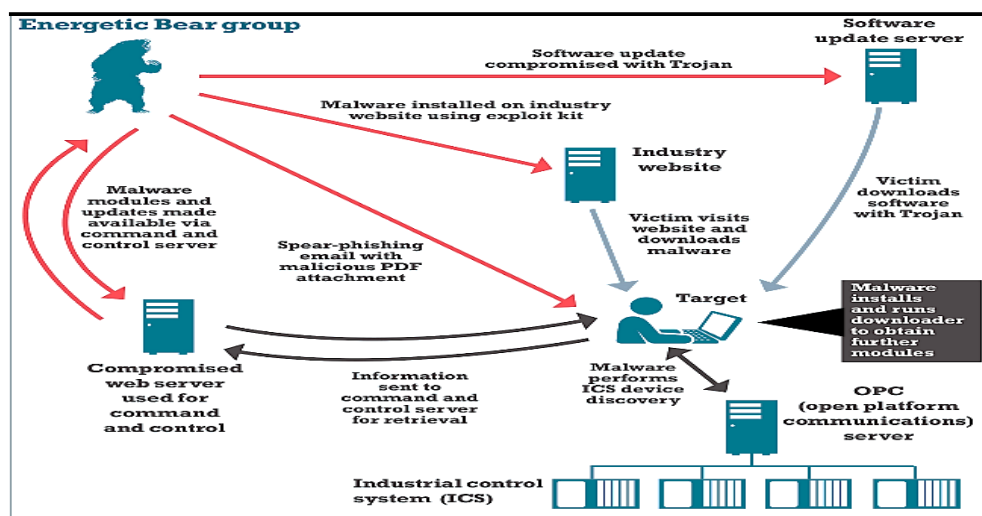 Energetic Bear group
Software
update server
Software update
compromised with Trojan
Malware installed on industry
website using exploit kit
Industry
website
Malware
modules and
updates made
available via
command and
control server
Victim
downloads
software
with Trojan
Victim visits
website and
downloads
malware
Spear-phishing
email with
malicious PDF
attachment
Target
Malware
installs
and runs
downloader
to obtain
further
modules
Compromised
web server
used for
command
and control
Information
sent to
command and
control server
for retrieval
Malware
performs
ICS device
discovery
OPC
(open platform
communications)
server
Industrial control
system (ICS)